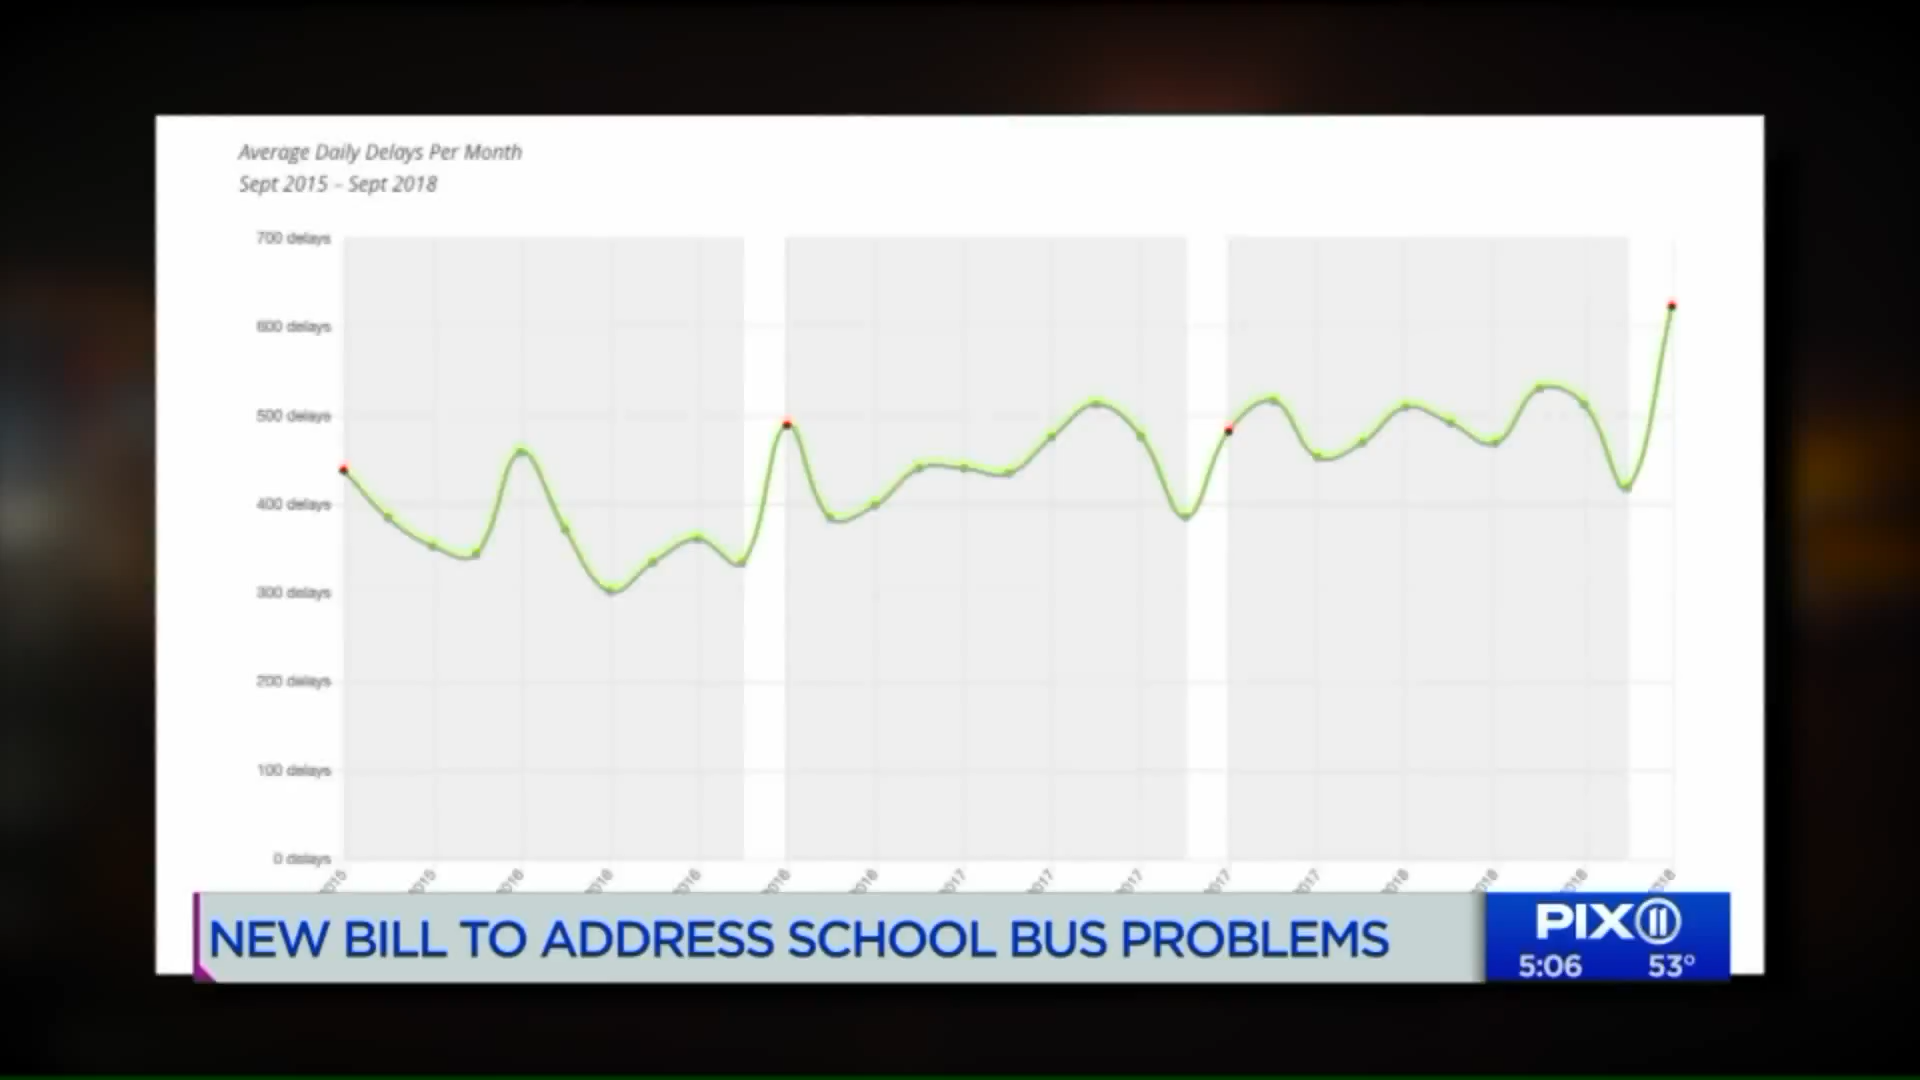 Average Daily Delays Per Month
Sept 2015 – Sept 2018
700 delays
600 delays
500 delays
400 delays
300 delays
200 delays
100 delays
0 delays
NEW BILL TO ADDRESS SCHOOL BUS PROBLEMS
PIX11
5:06 53°